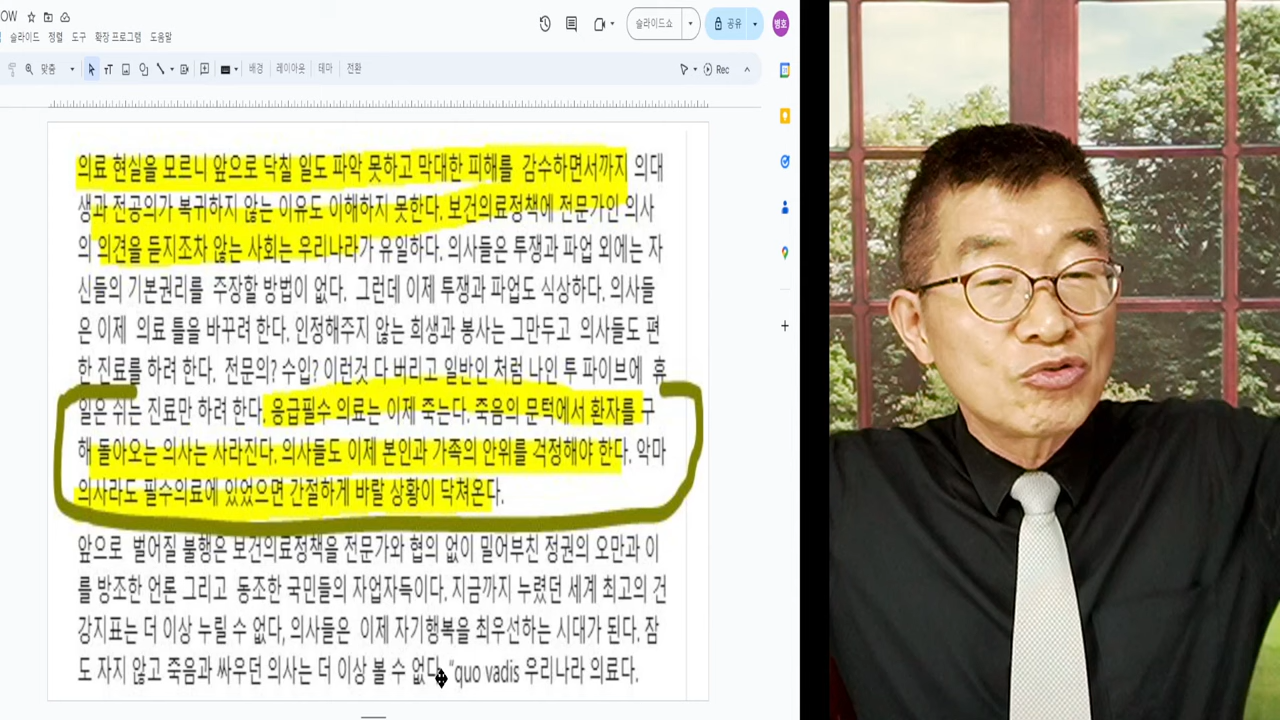 OW
슬라이드 정렬 도구 확장 프로그램 도움말
슬라이드쇼
공유
병호
맞춤
배경 레이아웃 테마 전환
Rec
의료 현실을 모르니 앞으로 닥칠 일도 파악 못하고 막대한 피해를 감수하면서까지 의대
생과 전공의가 복귀하지 않는 이유도 이해하지 못한다. 보건의료정책에 전문가인 의사
의 의견을 듣지조차 않는 사회는 우리나라가 유일하다. 의사들은 투쟁과 파업 외에는 자
신들의 기본권리를 주장할 방법이 없다. 그런데 이제 투쟁과 파업도 식상하다. 의사들
은 이제 의료 틀을 바꾸려 한다. 인정해주지 않는 희생과 봉사는 그만두고 의사들도 편
한 진료를 하려 한다. 전문의? 수입? 이런것 다 버리고 일반인 처럼 나인 투 파이브에 휴
일은 쉬는 진료만 하려 한다. 응급필수 의료는 이제 죽는다. 죽음의 문턱에서 환자를 구
해 돌아오는 의사는 사라진다. 의사들도 이제 본인과 가족의 안위를 걱정해야 한다. 악마
의사라도 필수의료에 있었으면 간절하게 바랄 상황이 닥쳐온다.
앞으로 벌어질 불행은 보건의료정책을 전문가와 협의 없이 밀어부친 정권의 오만과 이
를 방조한 언론 그리고 동조한 국민들의 자업자득이다. 지금까지 누렸던 세계 최고의 건
강지표는 더 이상 누릴 수 없다, 의사들은 이제 자기행복을 최우선하는 시대가 된다. 잠
도 자지 않고 죽음과 싸우던 의사는 더 이상 볼 수 없다. "quo vadis 우리나라 의료다.